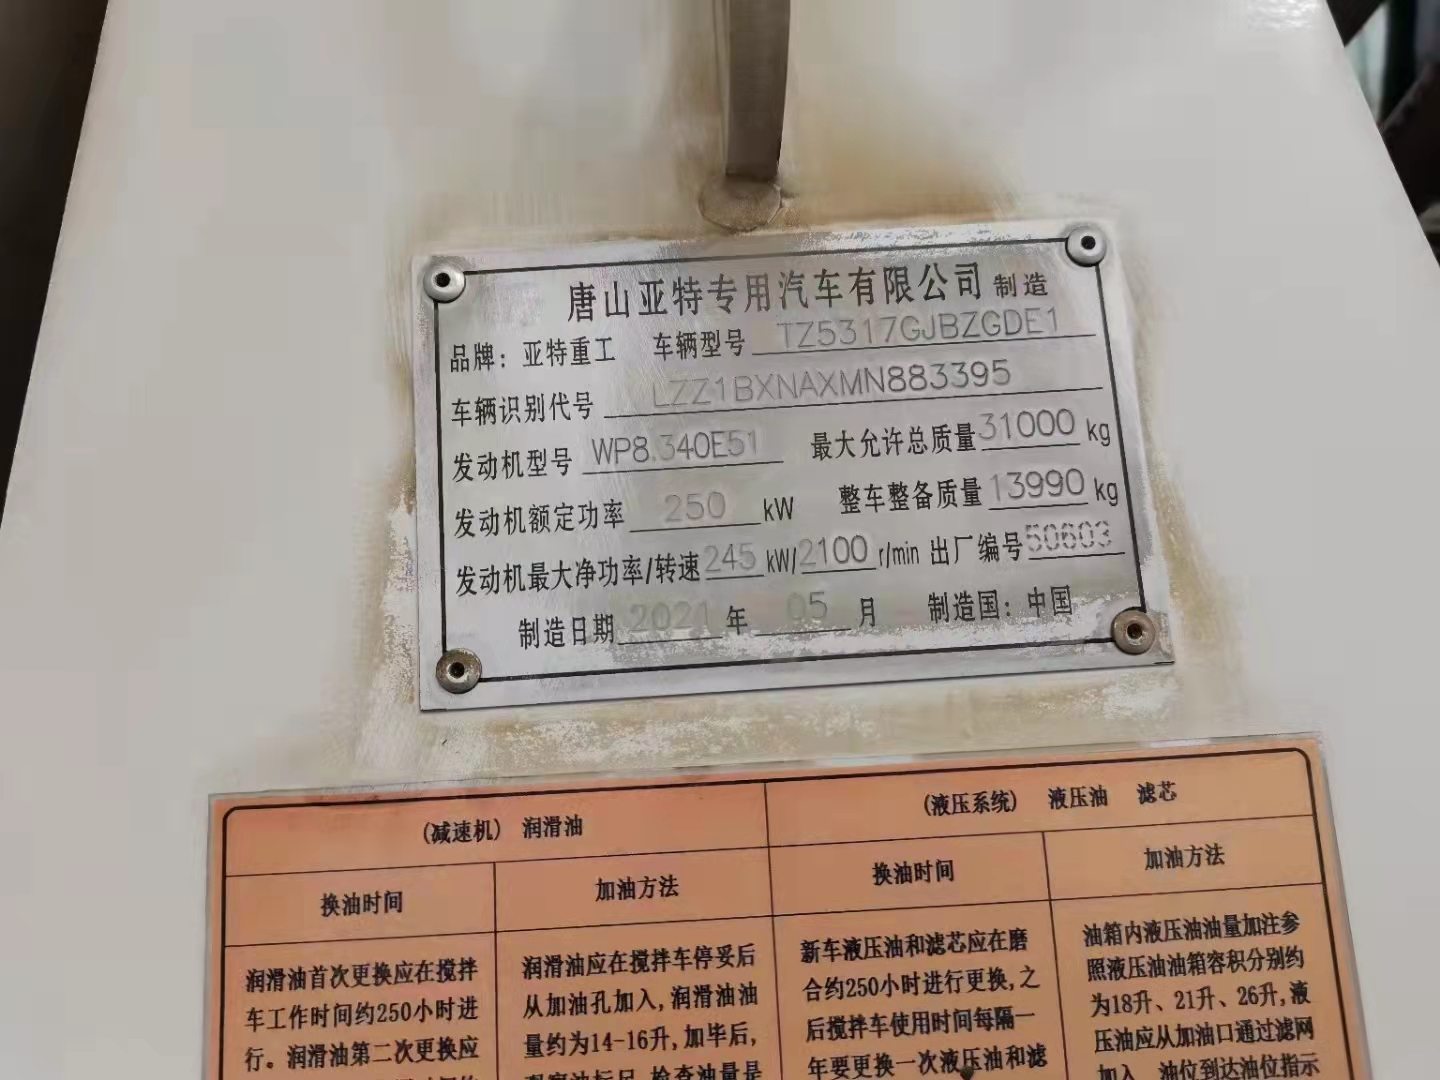 唐山亚特专用汽车有限公司 制造
品牌：亚特重工 车辆型号 TZ5317GJBZGDE1
车辆识别代号 LZZ1BXNAXMN883395
发动机型号 WP8.340E51 最大允许总质量 31000 kg
发动机额定功率 250 kW 整车整备质量 13990 kg
发动机最大净功率/转速 245 kW/2100 r/min 出厂编号 50603
制造日期 2021 年 05 月 制造国：中国
(减速机) 润滑油
(液压系统) 液压油 滤芯
换油时间
加油方法
换油时间
加油方法
润滑油首次更换应在搅拌
车工作时间约250小时进
行。润滑油第二次更换应
润滑油应在搅拌车停妥后
从加油孔加入,润滑油油
量约为14-16升,加毕后,
新车液压油和滤芯应在磨
合约250小时进行更换,之
后搅拌车使用时间每隔一
年要更换一次液压油和滤
油箱内液压油油量加注参
照液压油油箱容积分别约
为18升、21升、26升,液
压油应从加油口通过滤网
加入 油位到达油位指示